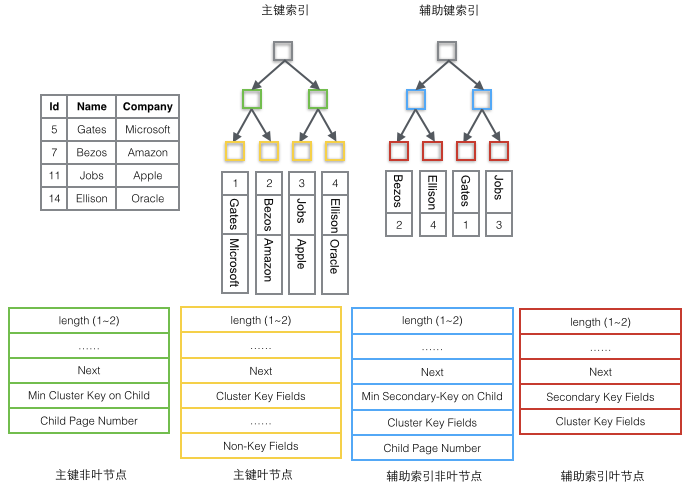 主键索引
辅助键索引
Id Name Company
5 Gates Microsoft
7 Bezos Amazon
11 Jobs Apple
14 Ellison Oracle
1 Gates Microsoft
2 Bezos Amazon
3 Jobs Apple
4 Ellison Oracle
Bezos 2
Ellison 4
Gates 1
Jobs 3
length (1~2)
......
Next
Min Cluster Key on Child
Child Page Number
主键非叶节点
length (1~2)
......
Next
Cluster Key Fields
......
Non-Key Fields
主键叶节点
length (1~2)
......
Next
Min Secondary-Key on Child
Cluster Key Fields
Child Page Number
辅助索引非叶节点
length (1~2)
......
Next
Secondary Key Fields
Cluster Key Fields
辅助索引叶节点